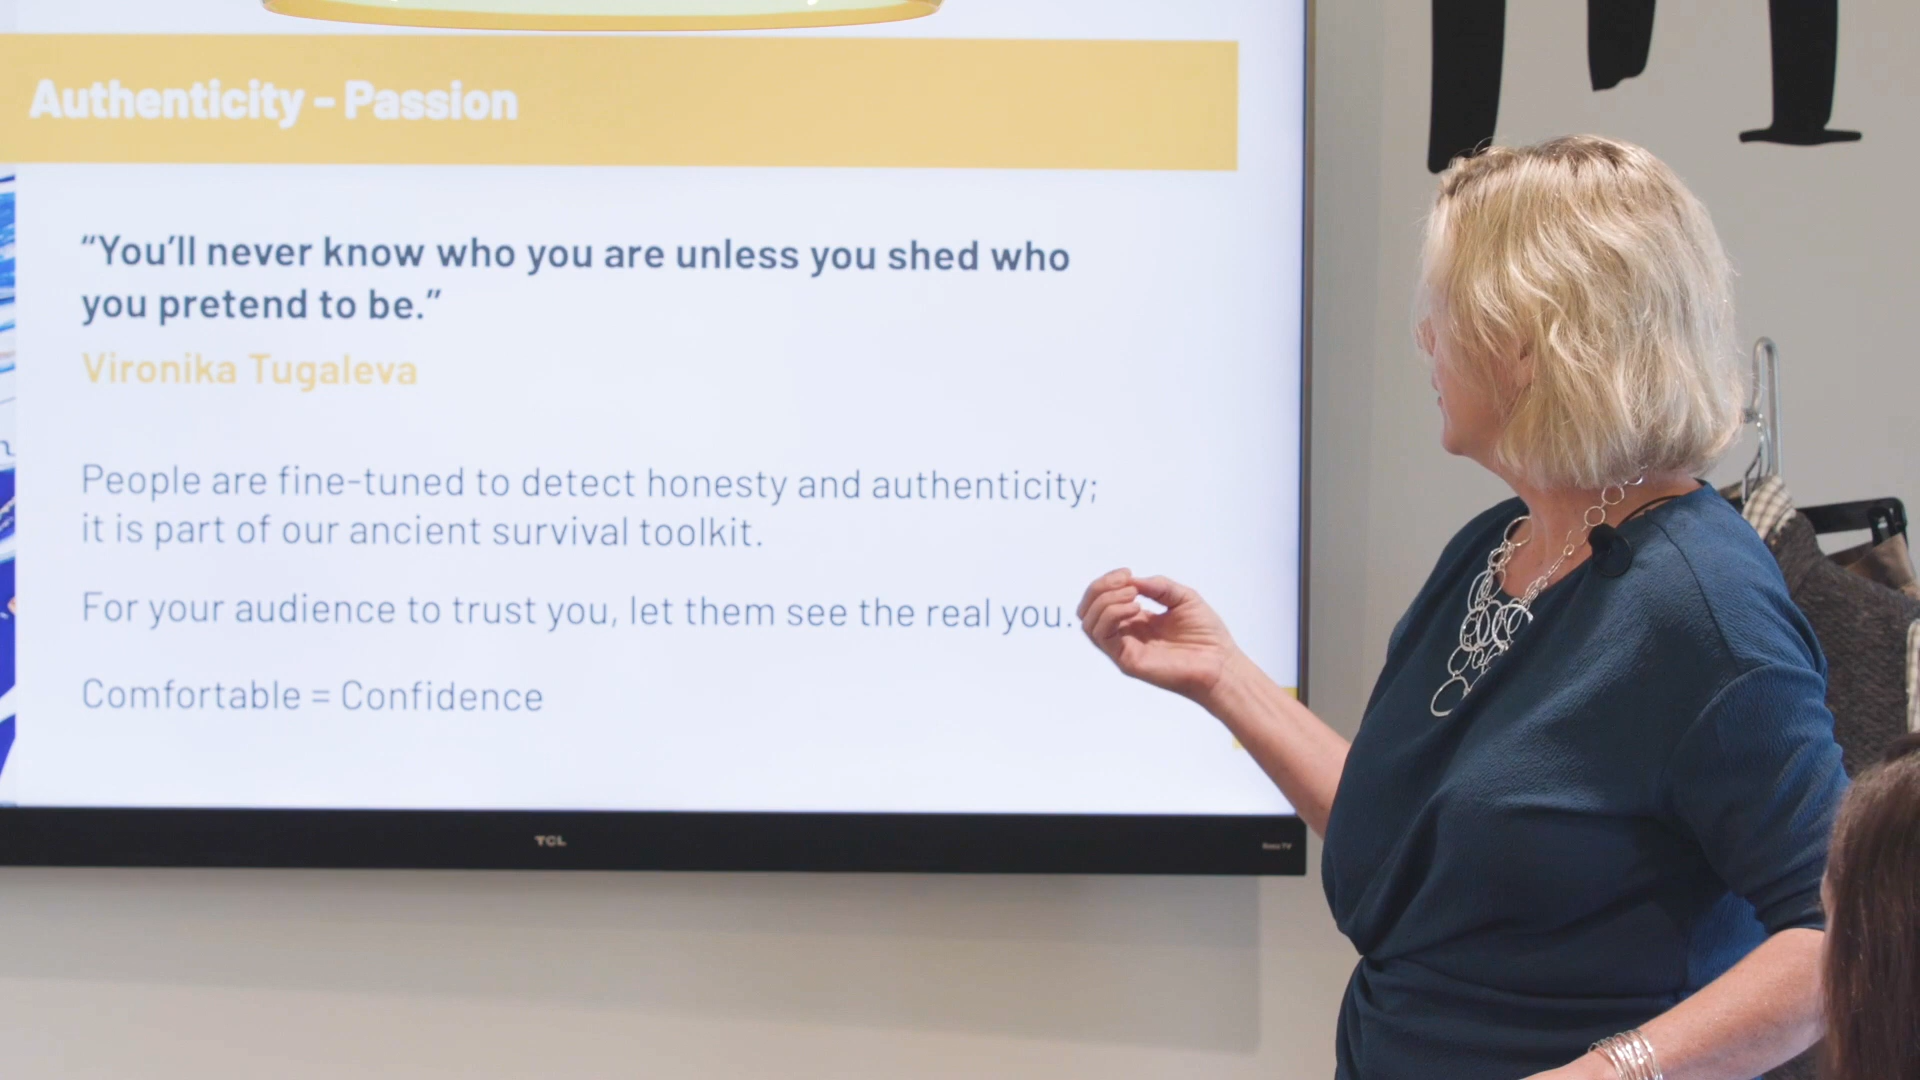 Authenticity - Passion
“You’ll never know who you are unless you shed who
you pretend to be.”
Vironika Tugaleva
People are fine-tuned to detect honesty and authenticity;
it is part of our ancient survival toolkit.
For your audience to trust you, let them see the real you.
Comfortable = Confidence
TCL
Roku TV